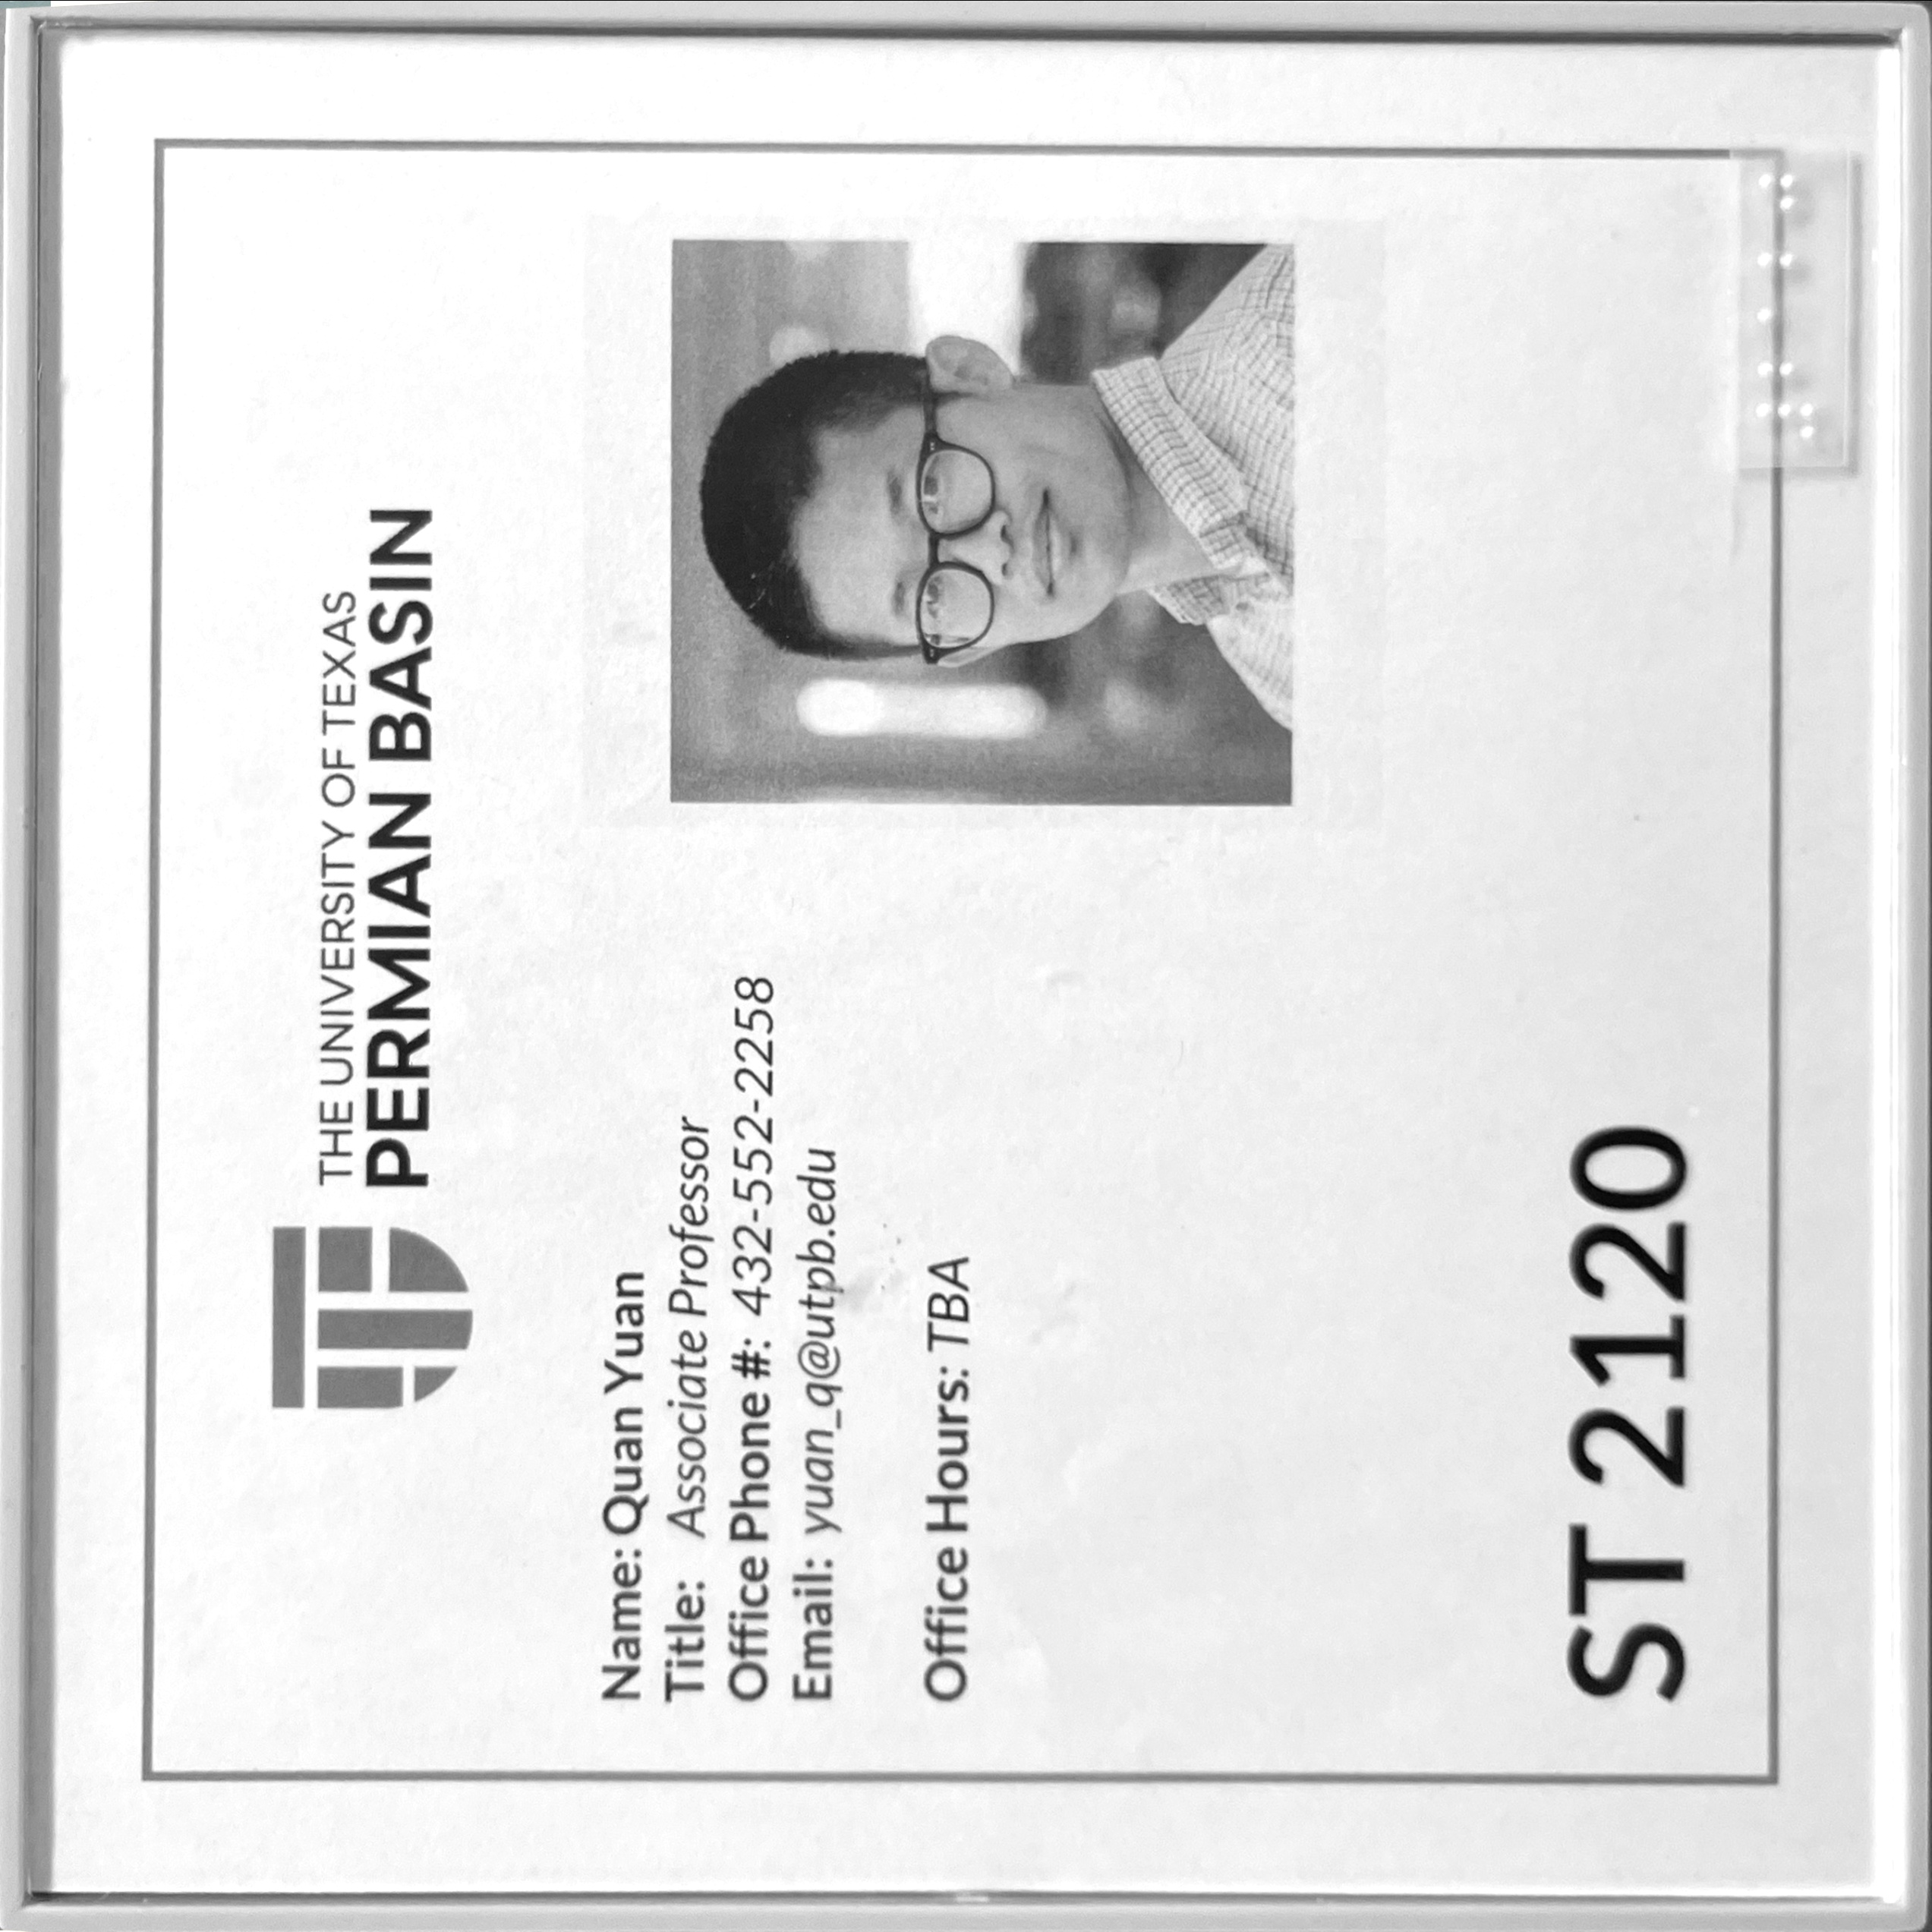 THE UNIVERSITY OF TEXAS
PERMIAN BASIN
Name: Quan Yuan
Title: Associate Professor
Office Phone #: 432-552-2258
Email: yuan_q@utpb.edu
Office Hours: TBA
ST 2120
⠼⠃⠁⠃⠚